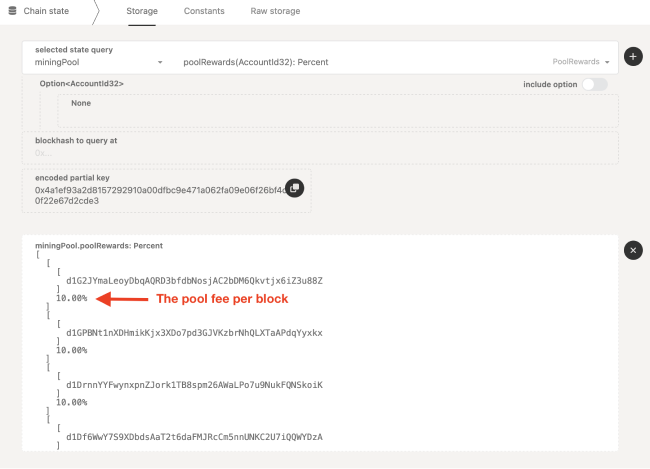 Chain state
Storage
Constants
Raw storage
selected state query
miningPool
poolRewards(AccountId32): Percent
PoolRewards
Option<AccountId32>
include option
None
blockhash to query at
0x...
encoded partial key
0x4a1ef93a2d8157292910a00dfbc9e471a062fa09e06f26bf4
0f22e67d2cde3
miningPool.poolRewards: Percent
[
[
[
d1G2JYmaLeoyDbqAQRD3bfdbNosjAC2bDM6Qkvtjx6iZ3u88Z
]
10.00%
The pool fee per block
]
[
[
d1GPBNt1nXDHmikKjx3XDo7pd3GJVKzbrNhQLXTaAPdqYyxkx
]
10.00%
]
[
[
d1DrnnYYFwynxpnZJork1TB8spm26AWaLPo7u9NukFQNSkoiK
]
10.00%
]
[
[
d1Df6WwY7S9XDbdsAaT2t6daFMJRcCm5nnUNKC2U7iQQWYDzA
]